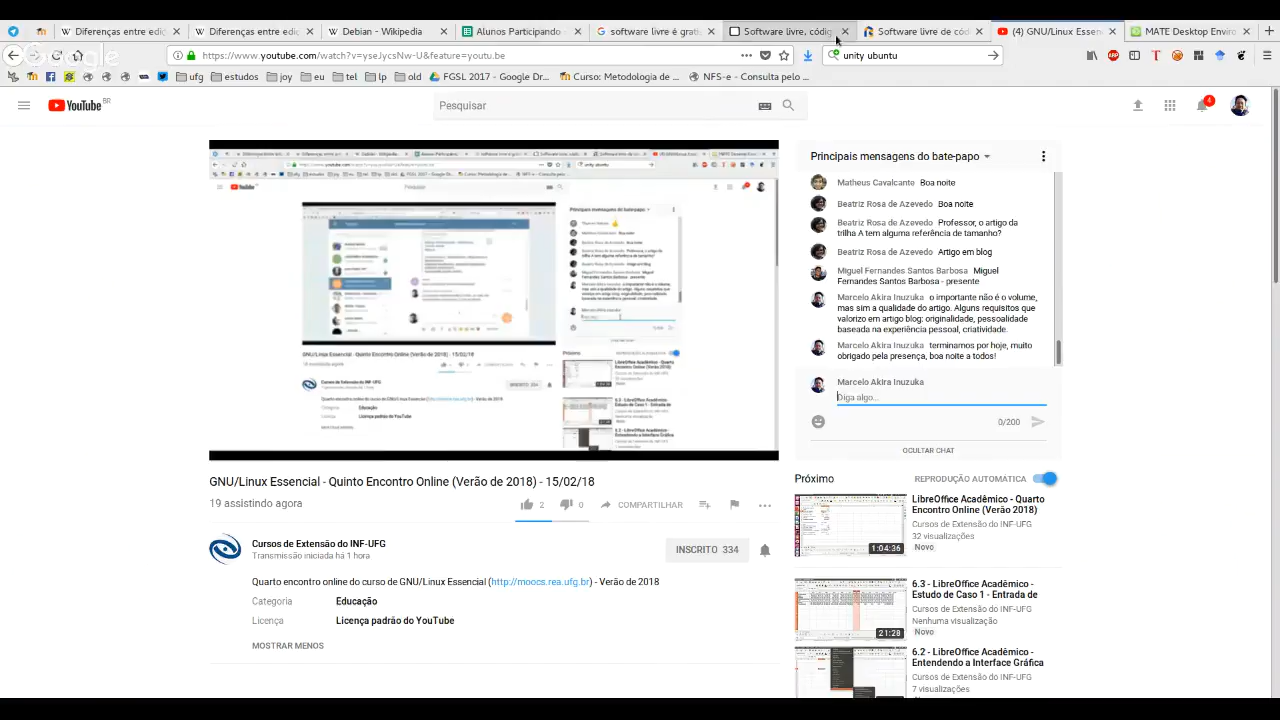 Diferenças entre edic
Diferenças entre edic
Debian - Wikipedia
Alunos Participando
software livre é grati
Software livre, códig
Software livre de cód
(4) GNU/Linux Essen
MATE Desktop Enviro
https://www.youtube.com/watch?v=yseJycsNw-U&feature=youtu.be
unity ubuntu
ufg
estudos
joy
eu
tel
lp
old
FGSL 2017 - Google Dr...
Curso: Metodologia de ...
NFS-e - Consulta pelo ...
YouTube BR
Pesquisar
4
Principais mensagens do bate-papo
Matheus Cavalcante Boa noite
Beatriz Rosa de Azevedo Boa noite
Beatriz Rosa de Azevedo Professor, o artigo da
trilha A tem alguma referência de tamanho?
Beatriz Rosa de Azevedo Artigo em blog
Miguel Fernandes Santos Barbosa Miguel
Fernandes Santos Barbosa - presente
Marcelo Akira Inuzuka o importante não é o volume,
mas sim a qualidade do artigo. Alguns requisitos que
valorizo em artigo blog: originalidade, pessoalidade
baseada na experiência pessoal, criatividade.
Marcelo Akira Inuzuka terminamos por hoje, muito
obrigado pela presença, boa noite a todos!
Marcelo Akira Inuzuka
Diga algo...
0/200
OCULTAR CHAT
GNU/Linux Essencial - Quinto Encontro Online (Verão de 2018) - 15/02/18
19 assistindo agora
2
0
COMPARTILHAR
Cursos de Extensão do INF-UFG
Transmissão iniciada há 1 hora
INSCRITO 334
Quarto encontro online do curso de GNU/Linux Essencial (http://moocs.rea.ufg.br) - Verão de 2018
Categoria Educação
Licença Licença padrão do YouTube
MOSTRAR MENOS
Próximo
REPRODUÇÃO AUTOMÁTICA
LibreOffice Acadêmico - Quarto
Encontro Online (Verão 2018)
Cursos de Extensão do INF-UFG
32 visualizações
Novo
1:04:36
6.3 - LibreOffice Acadêmico -
Estudo de Caso 1 - Entrada de
Cursos de Extensão do INF-UFG
Nenhuma visualização
Novo
21:28
6.2 - LibreOffice Acadêmico -
Entendendo a Interface Gráfica
Cursos de Extensão do INF-UFG
7 visualizações